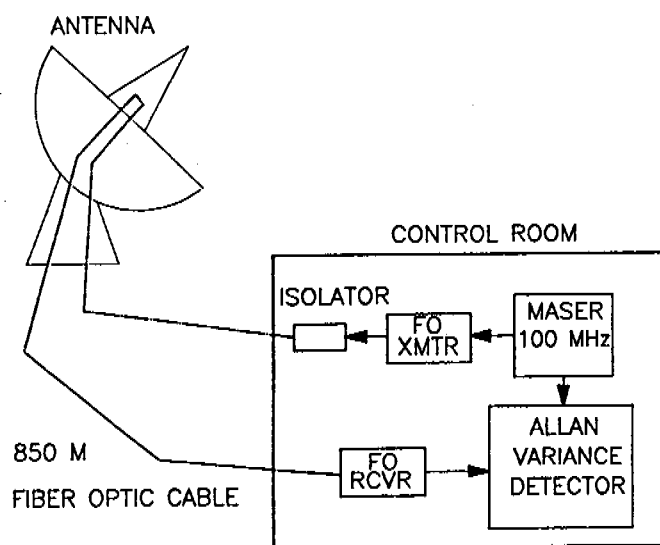 ANTENNA
CONTROL ROOM
ISOLATOR
FO
XMTR
MASER
100 MHz
850 M
FIBER OPTIC CABLE
FO
RCVR
ALLAN
VARIANCE
DETECTOR